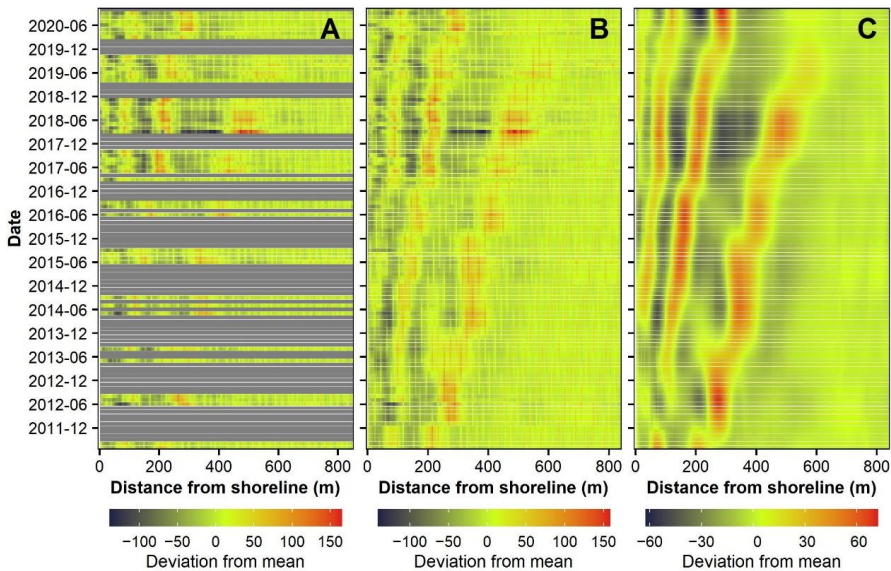 A
B
C
Date
2020-06
2019-12
2019-06
2018-12
2018-06
2017-12
2017-06
2016-12
2016-06
2015-12
2015-06
2014-12
2014-06
2013-12
2013-06
2012-12
2012-06
2011-12
0 200 400 600 800 0 200 400 600 800 0 200 400 600 800
Distance from shoreline (m) Distance from shoreline (m) Distance from shoreline (m)
−100 −50 0 50 100 150 −100 −50 0 50 100 150 −60 −30 0 30 60
Deviation from mean Deviation from mean Deviation from mean